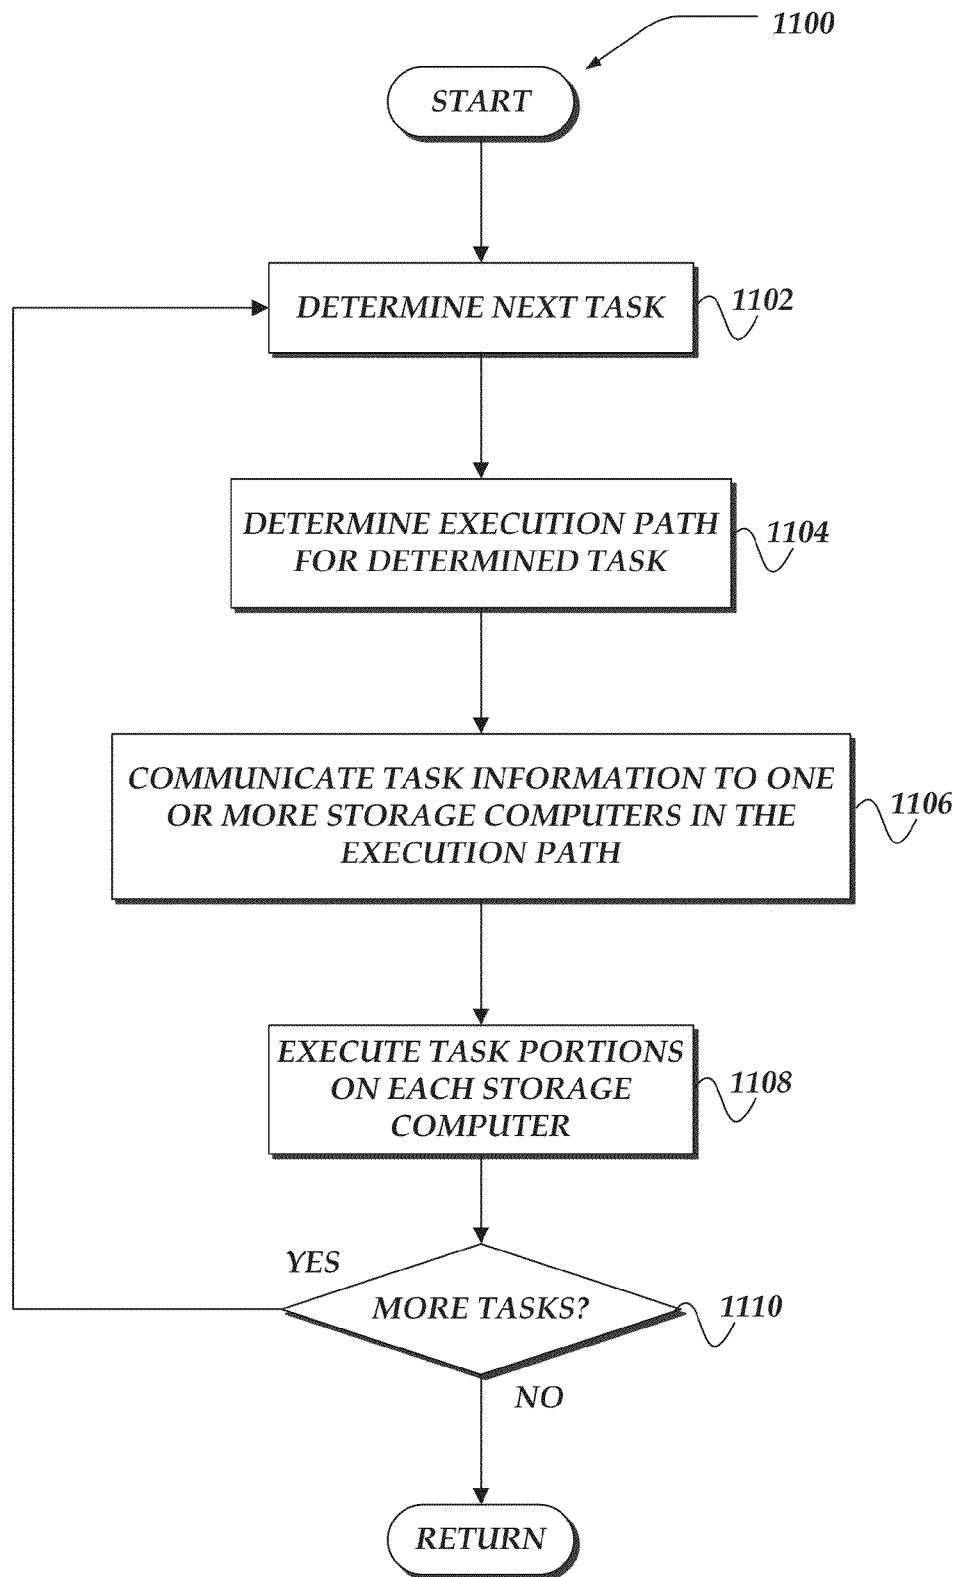 1100
START
DETERMINE NEXT TASK
1102
DETERMINE EXECUTION PATH
FOR DETERMINED TASK
1104
COMMUNICATE TASK INFORMATION TO ONE
OR MORE STORAGE COMPUTERS IN THE
EXECUTION PATH
1106
EXECUTE TASK PORTIONS
ON EACH STORAGE
COMPUTER
1108
YES
MORE TASKS?
1110
NO
RETURN